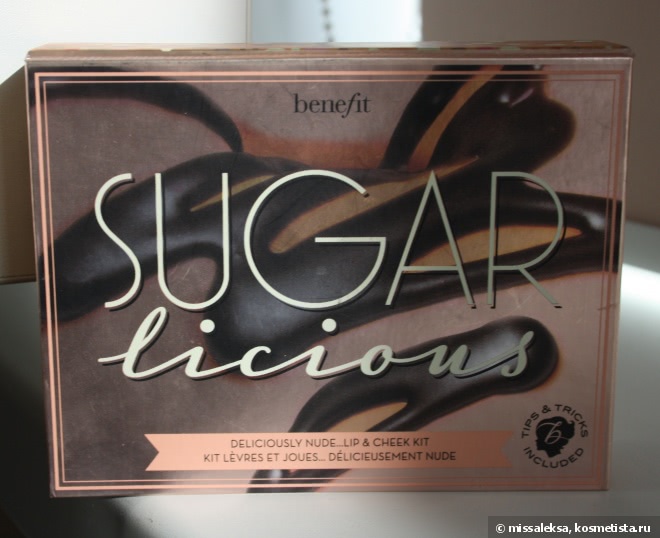 benefit
SUGAR
licious
DELICIOUSLY NUDE...LIP & CHEEK KIT
KIT LÈVRES ET JOUES... DÉLICIEUSEMENT NUDE
TIPS & TRICKS
b
INCLUDED
© missaleksa, kosmetista.ru